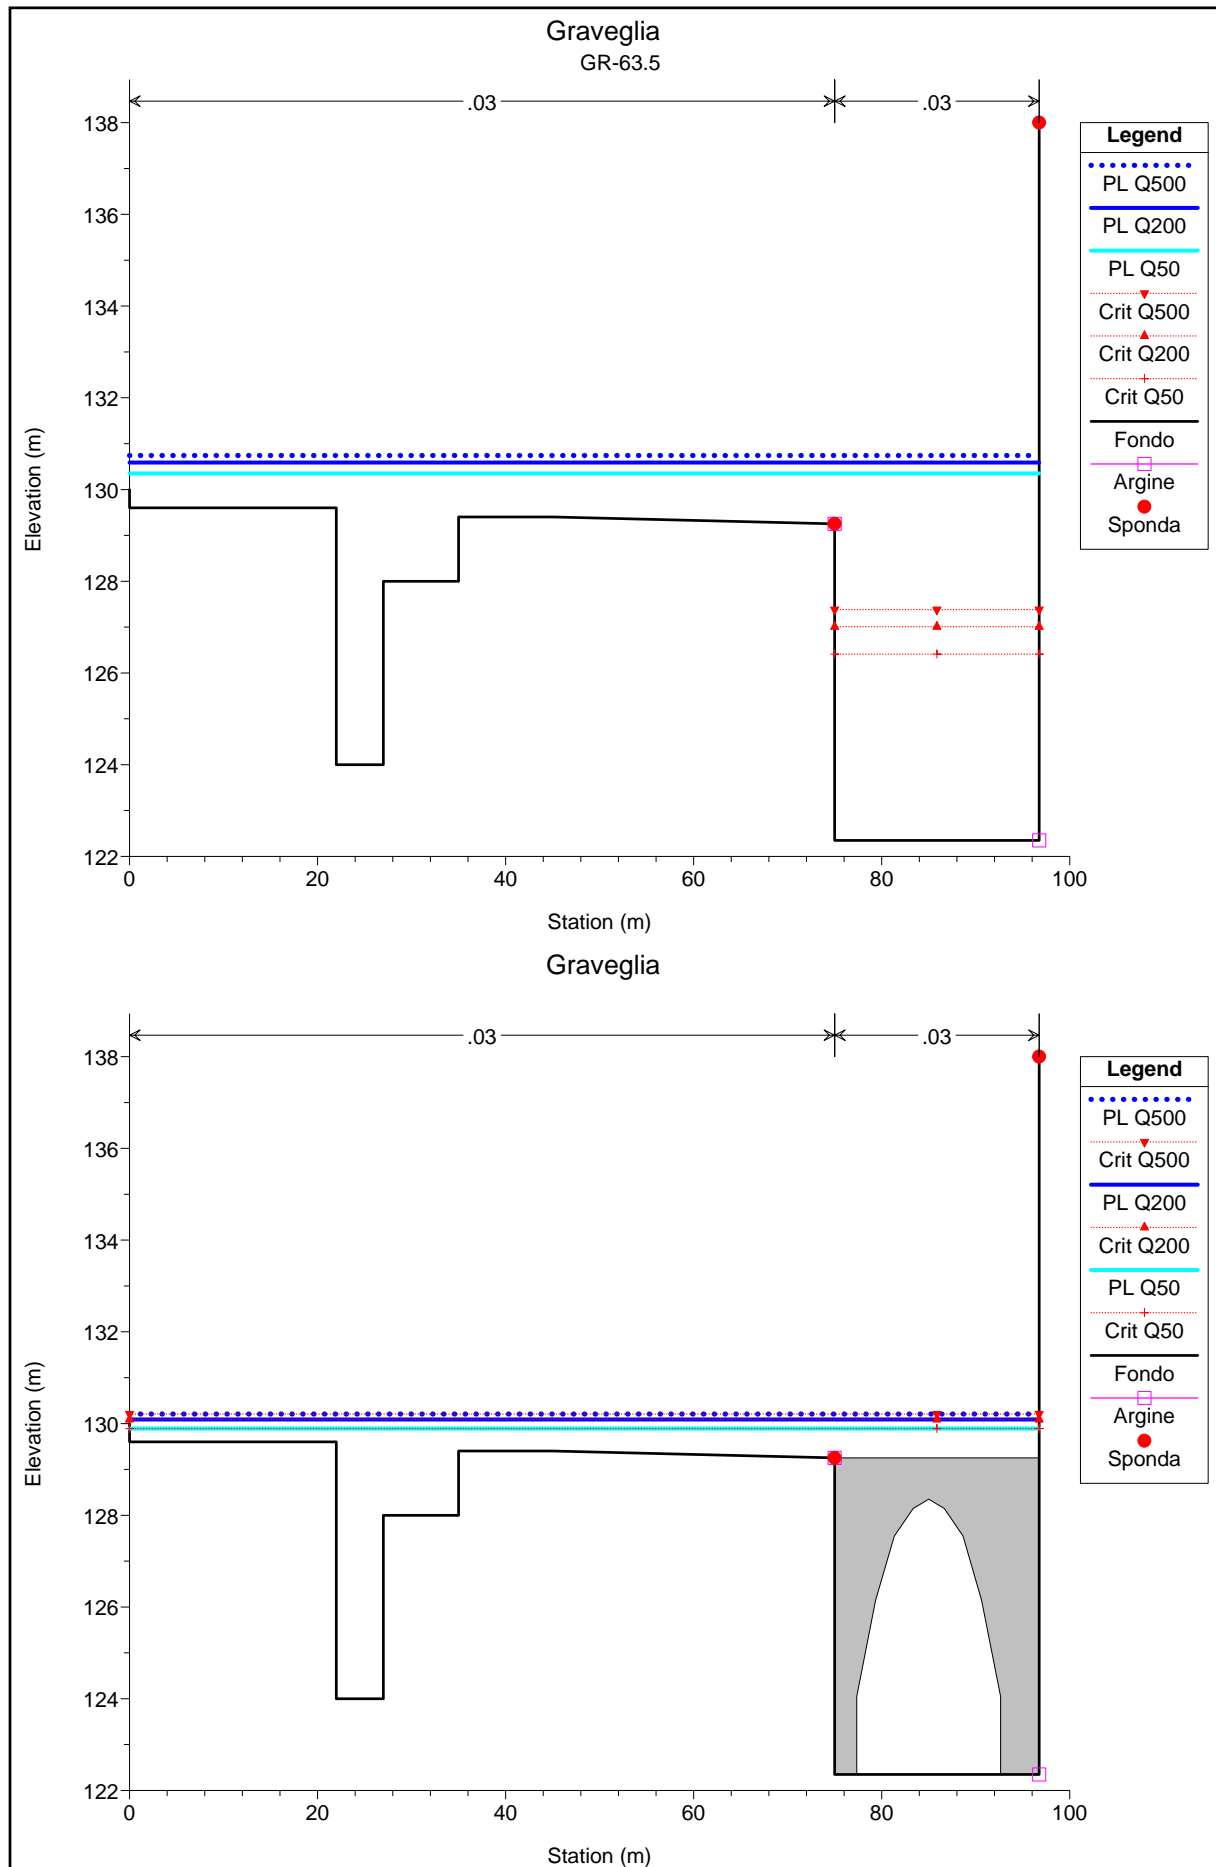 Graveglia
GR-63.5
.03
.03
138
136
134
132
130
128
126
124
122
Elevation (m)
0
20
40
60
80
100
Station (m)
Legend
PL Q500
PL Q200
PL Q50
Crit Q500
Crit Q200
Crit Q50
Fondo
Argine
Sponda
Graveglia
.03
.03
138
136
134
132
130
128
126
124
122
Elevation (m)
0
20
40
60
80
100
Station (m)
Legend
PL Q500
Crit Q500
PL Q200
Crit Q200
PL Q50
Crit Q50
Fondo
Argine
Sponda